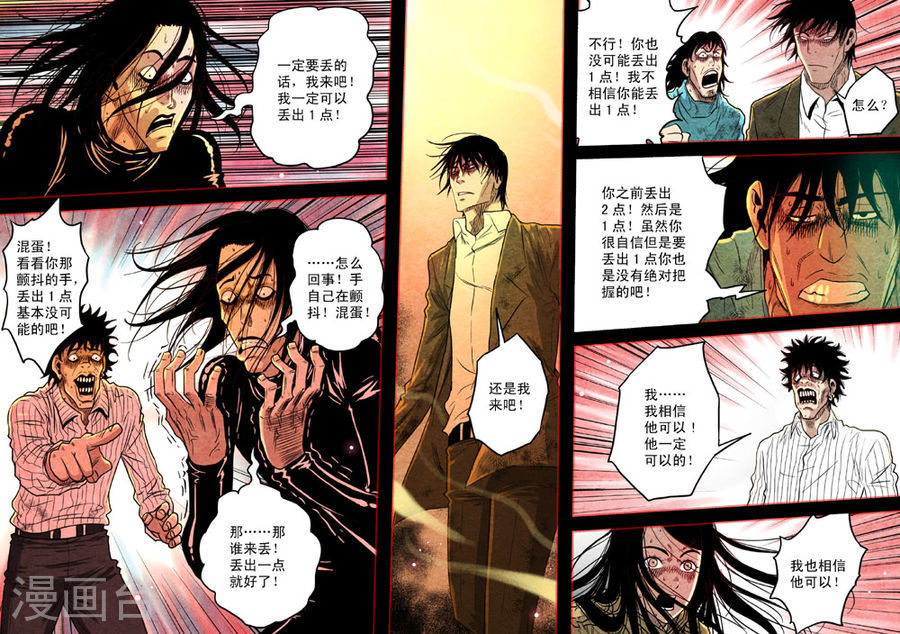 一定要丢的
话，我来吧！
我一定可以
丢出1点！
混蛋！
看看你那
颤抖的手，
丢出1点
基本没可
能的吧！
……怎么
回事！手
自己在颤
抖！混蛋！
那……那
谁来丢！
丢出一点
就好了！
还是我
来吧！
不行！你也
没可能丢出
1点！我不
相信你能丢
出1点！
怎么？
你之前丢出
2点！然后是
1点！虽然你
很自信但是要
丢出1点你也
是没有绝对把
握的吧！
我……
我相信
他可以！
他一定
可以的！
我也相信
他可以！
漫画台